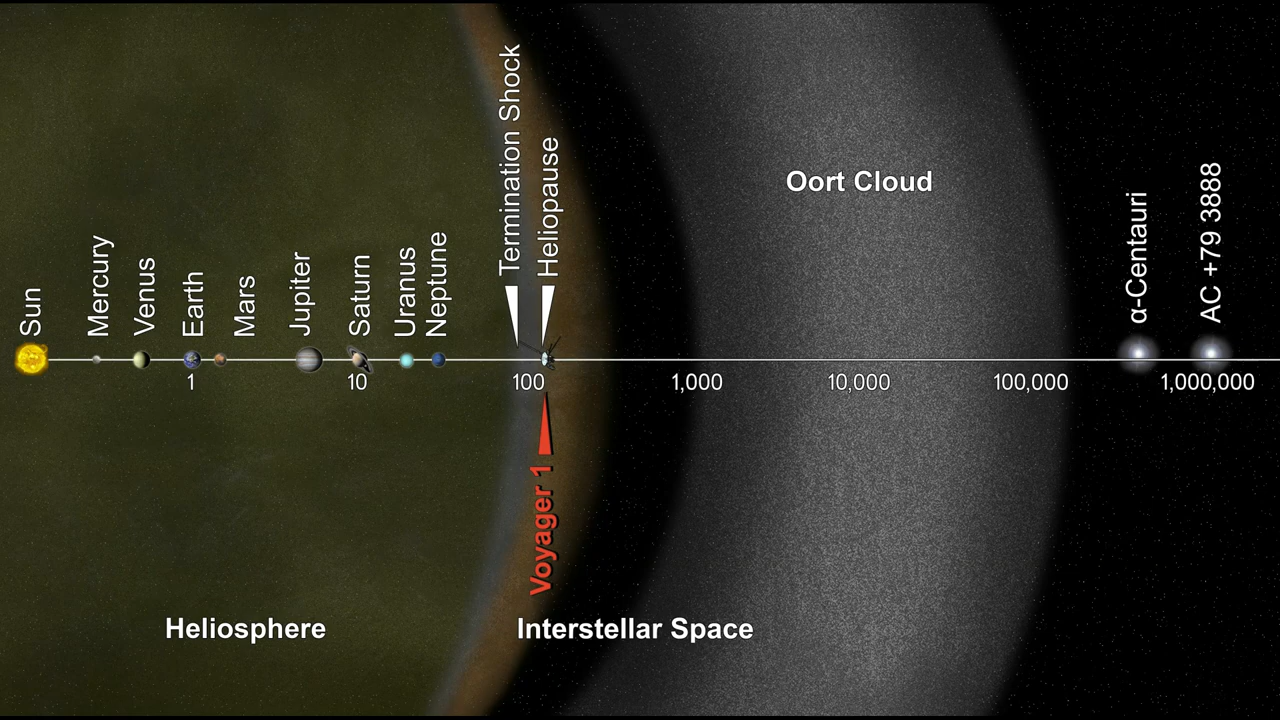 Sun
Mercury
Venus
Earth
Mars
Jupiter
Saturn
Uranus
Neptune
Termination Shock
Heliopause
Oort Cloud
α-Centauri
AC +79 3888
1
10
100
1,000
10,000
100,000
1,000,000
Voyager 1
Heliosphere
Interstellar Space